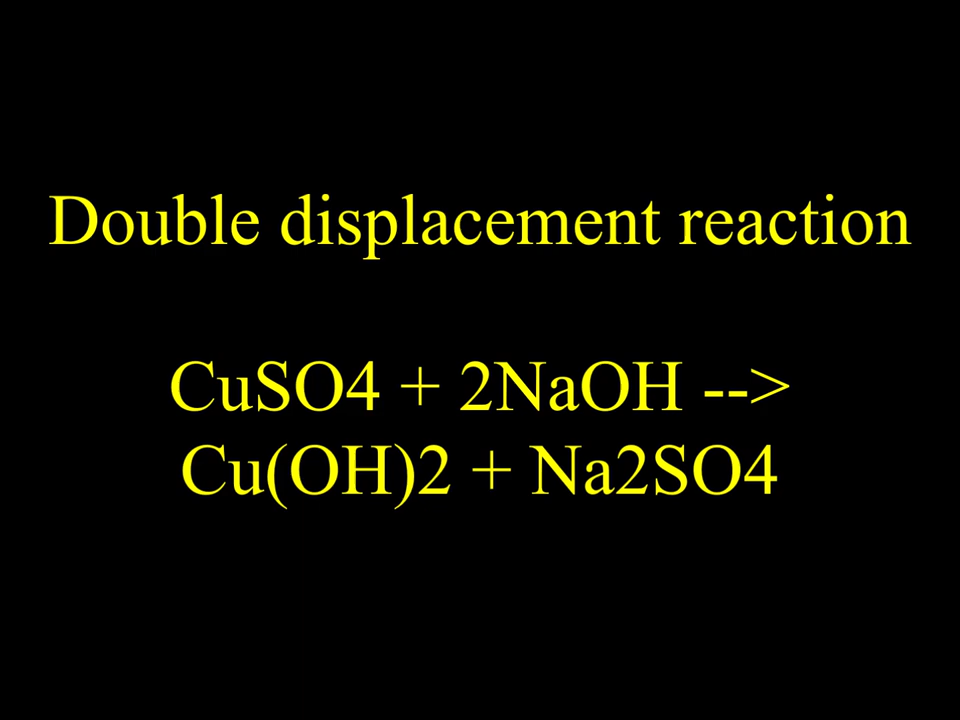 Double displacement reaction
CuSO4 + 2NaOH -->
Cu(OH)2 + Na2SO4